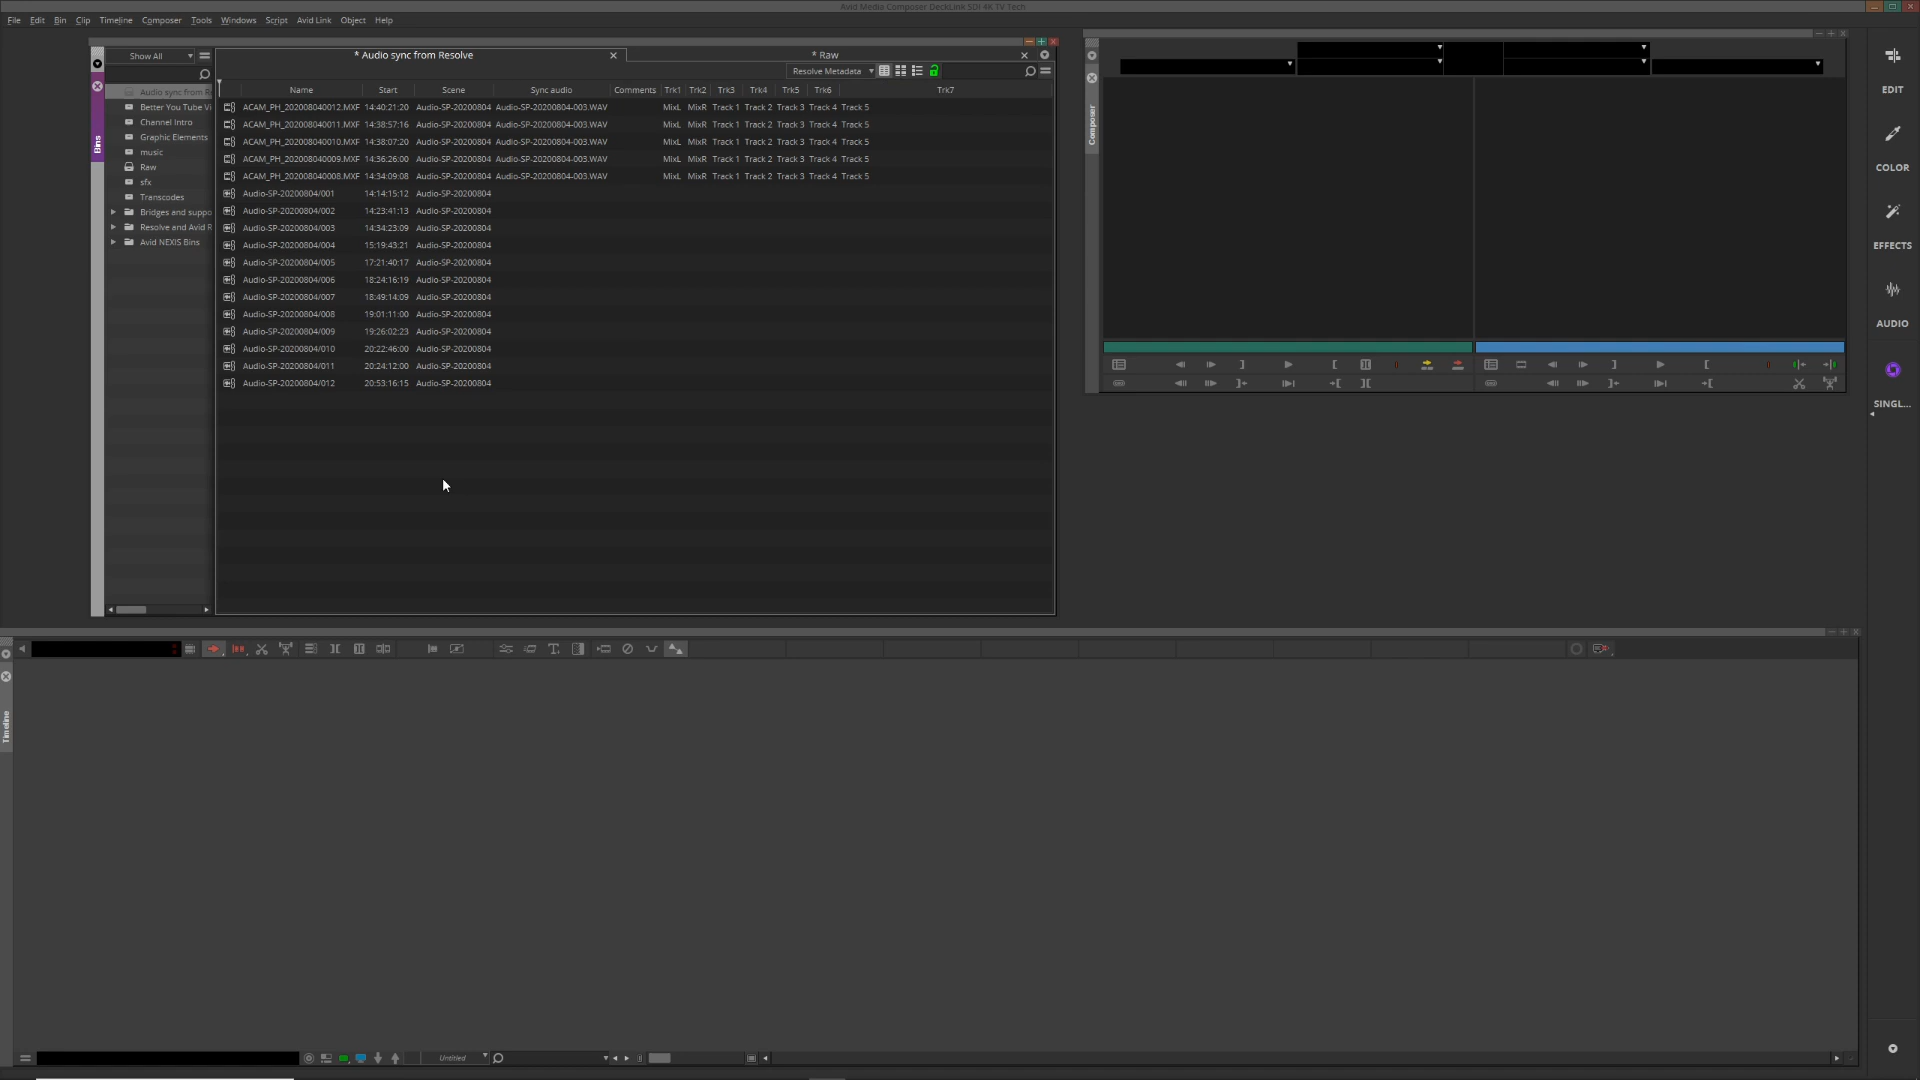 Avid Media Composer DeckLink SDI 4K TV Tech
File Edit Bin Clip Timeline Composer Tools Windows Script Avid Link Object Help
Show All
* Audio sync from Resolve
* Raw
Resolve Metadata
Bins
Audio sync from Re
Better You Tube Vi
Channel Intro
Graphic Elements
music
Raw
sfx
Transcodes
Bridges and suppo
Resolve and Avid R
Avid NEXIS Bins
Name Start Scene Sync audio Comments Trk1 Trk2 Trk3 Trk4 Trk5 Trk6 Trk7
ACAM_PH_202008040012.MXF 14:40:21:20 Audio-SP-20200804 Audio-SP-20200804-003.WAV MixL MixR Track 1 Track 2 Track 3 Track 4 Track 5
ACAM_PH_202008040011.MXF 14:38:57:16 Audio-SP-20200804 Audio-SP-20200804-003.WAV MixL MixR Track 1 Track 2 Track 3 Track 4 Track 5
ACAM_PH_202008040010.MXF 14:38:07:20 Audio-SP-20200804 Audio-SP-20200804-003.WAV MixL MixR Track 1 Track 2 Track 3 Track 4 Track 5
ACAM_PH_202008040009.MXF 14:36:26:00 Audio-SP-20200804 Audio-SP-20200804-003.WAV MixL MixR Track 1 Track 2 Track 3 Track 4 Track 5
ACAM_PH_202008040008.MXF 14:34:09:08 Audio-SP-20200804 Audio-SP-20200804-003.WAV MixL MixR Track 1 Track 2 Track 3 Track 4 Track 5
Audio-SP-20200804/001 14:14:15:12 Audio-SP-20200804
Audio-SP-20200804/002 14:23:41:13 Audio-SP-20200804
Audio-SP-20200804/003 14:34:23:09 Audio-SP-20200804
Audio-SP-20200804/004 15:19:43:21 Audio-SP-20200804
Audio-SP-20200804/005 17:21:40:17 Audio-SP-20200804
Audio-SP-20200804/006 18:24:16:19 Audio-SP-20200804
Audio-SP-20200804/007 18:49:14:09 Audio-SP-20200804
Audio-SP-20200804/008 19:01:11:00 Audio-SP-20200804
Audio-SP-20200804/009 19:26:02:23 Audio-SP-20200804
Audio-SP-20200804/010 20:22:46:00 Audio-SP-20200804
Audio-SP-20200804/011 20:24:12:00 Audio-SP-20200804
Audio-SP-20200804/012 20:53:16:15 Audio-SP-20200804
Composer
EDIT
COLOR
EFFECTS
AUDIO
SINGL...
Timeline
Untitled